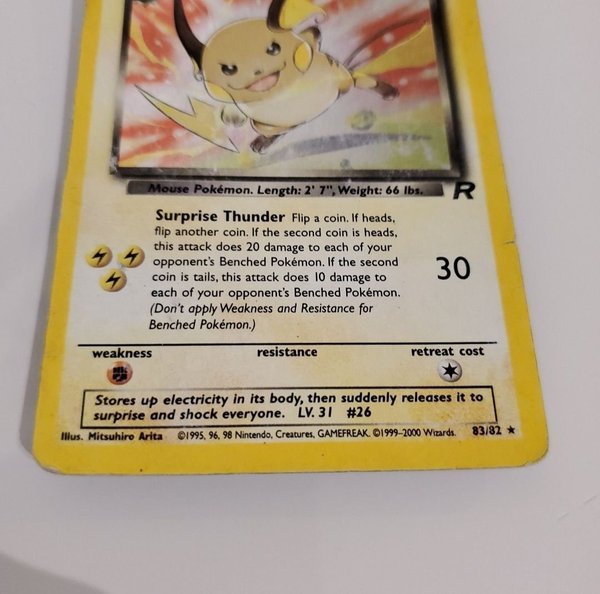 Mouse Pokémon. Length: 2' 7", Weight: 66 lbs.
R
Surprise Thunder Flip a coin. If heads,
flip another coin. If the second coin is heads,
this attack does 20 damage to each of your
opponent's Benched Pokémon. If the second
coin is tails, this attack does 10 damage to
each of your opponent's Benched Pokémon.
(Don't apply Weakness and Resistance for
Benched Pokémon.)
30
weakness resistance retreat cost
Stores up electricity in its body, then suddenly releases it to
surprise and shock everyone. LV. 31 #26
Illus. Mitsuhiro Arita ©1995, 96, 98 Nintendo, Creatures, GAMEFREAK. ©1999-2000 Wizards. 83/82 ★